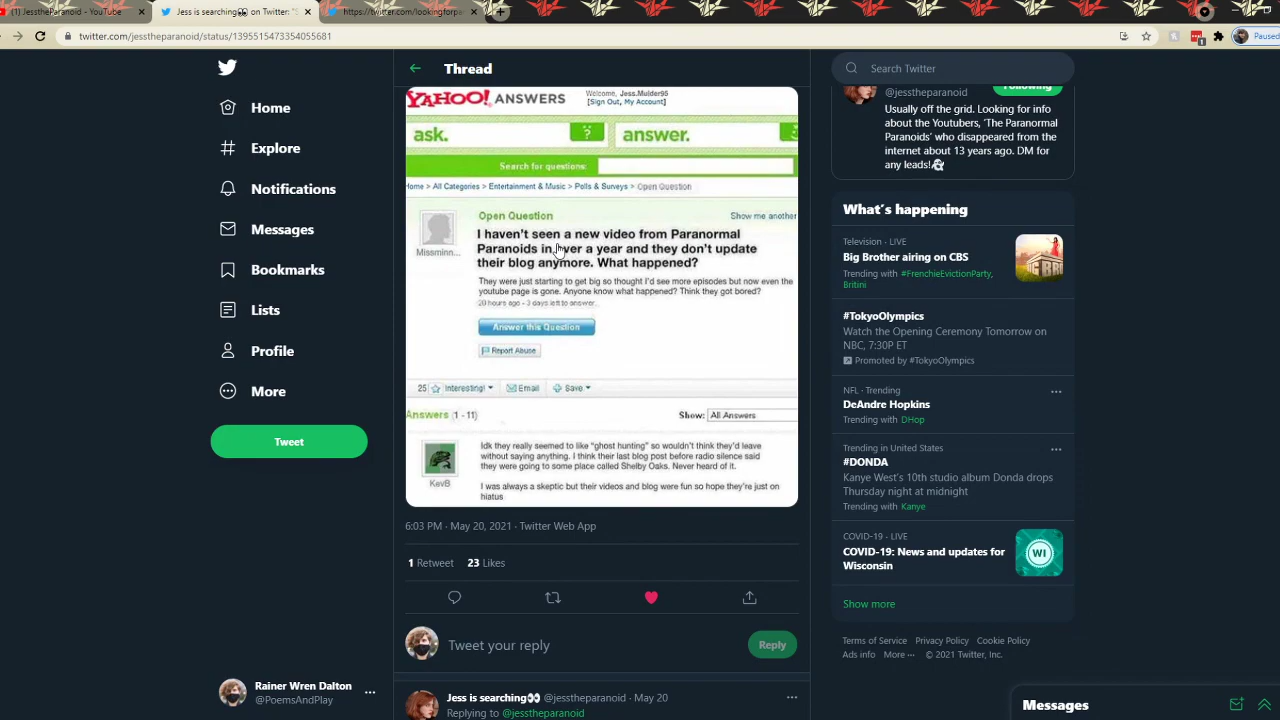 (1) JesstheParanoid - YouTube
Jess is searching👀 on Twitter: "
https://twitter.com/lookingforp
twitter.com/jesstheparanoid/status/1395515473354055681
Paused
Home
Explore
Notifications
Messages
Bookmarks
Lists
Profile
More
Tweet
Rainer Wren Dalton
@PoemsAndPlay
Thread
YAHOO! ANSWERS
Welcome, Jess.Mulder95
[Sign Out, My Account]
ask.
?
answer.
Search for questions:
Home > All Categories > Entertainment & Music > Polls & Surveys > Open Question
Open Question
Show me another
Missminn...
I haven't seen a new video from Paranormal
Paranoids in over a year and they don't update
their blog anymore. What happened?
They were just starting to get big so thought I'd see more episodes but now even the
youtube page is gone. Anyone know what happened? Think they got bored?
20 hours ago - 3 days left to answer.
Answer this Question
Report Abuse
25 Interesting! Email Save
Answers (1 - 11)
Show: All Answers
KevB
Idk they really seemed to like "ghost hunting" so wouldn't think they'd leave
without saying anything. I think their last blog post before radio silence said
they were going to some place called Shelby Oaks. Never heard of it.
I was always a skeptic but their videos and blog were fun so hope they're just on
hiatus
6:03 PM · May 20, 2021 · Twitter Web App
1 Retweet 23 Likes
Tweet your reply
Reply
Jess is searching👀 @jesstheparanoid · May 20
Replying to @jesstheparanoid
Search Twitter
@jesstheparanoid
Following
Usually off the grid. Looking for info
about the Youtubers, 'The Paranormal
Paranoids' who disappeared from the
internet about 13 years ago. DM for
any leads!
What's happening
Television · LIVE
Big Brother airing on CBS
Trending with #FrenchieEvictionParty,
Britini
#TokyoOlympics
Watch the Opening Ceremony Tomorrow on
NBC, 7:30P ET
Promoted by #TokyoOlympics
NFL · Trending
DeAndre Hopkins
Trending with DHop
Trending in United States
#DONDA
Kanye West's 10th studio album Donda drops
Thursday night at midnight
Trending with Kanye
COVID-19 · LIVE
COVID-19: News and updates for
Wisconsin
WI
Show more
Terms of Service Privacy Policy Cookie Policy
Ads info More ··· © 2021 Twitter, Inc.
Messages